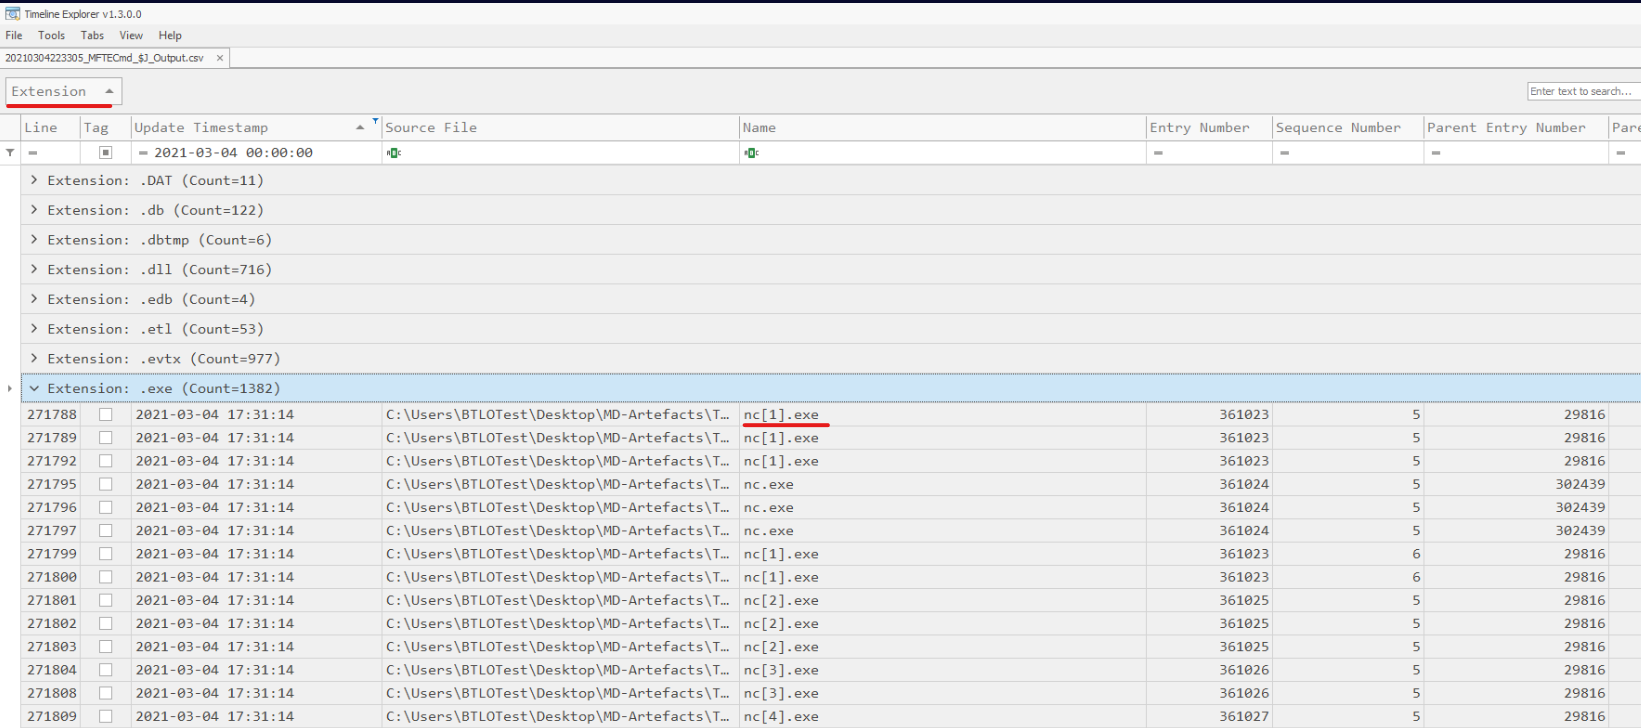 Timeline Explorer v1.3.0.0
File Tools Tabs View Help
20210304223305_MFTECmd_$J_Output.csv ×
Extension
Enter text to search...
Line Tag Update Timestamp Source File Name Entry Number Sequence Number Parent Entry Number Pare
= = 2021-03-04 00:00:00 = = = =
Extension: .DAT (Count=11)
Extension: .db (Count=122)
Extension: .dbtmp (Count=6)
Extension: .dll (Count=716)
Extension: .edb (Count=4)
Extension: .etl (Count=53)
Extension: .evtx (Count=977)
Extension: .exe (Count=1382)
271788 2021-03-04 17:31:14 C:\Users\BTLOTest\Desktop\MD-Artefacts\T… nc[1].exe 361023 5 29816
271789 2021-03-04 17:31:14 C:\Users\BTLOTest\Desktop\MD-Artefacts\T… nc[1].exe 361023 5 29816
271792 2021-03-04 17:31:14 C:\Users\BTLOTest\Desktop\MD-Artefacts\T… nc[1].exe 361023 5 29816
271795 2021-03-04 17:31:14 C:\Users\BTLOTest\Desktop\MD-Artefacts\T… nc.exe 361024 5 302439
271796 2021-03-04 17:31:14 C:\Users\BTLOTest\Desktop\MD-Artefacts\T… nc.exe 361024 5 302439
271797 2021-03-04 17:31:14 C:\Users\BTLOTest\Desktop\MD-Artefacts\T… nc.exe 361024 5 302439
271799 2021-03-04 17:31:14 C:\Users\BTLOTest\Desktop\MD-Artefacts\T… nc[1].exe 361023 6 29816
271800 2021-03-04 17:31:14 C:\Users\BTLOTest\Desktop\MD-Artefacts\T… nc[1].exe 361023 6 29816
271801 2021-03-04 17:31:14 C:\Users\BTLOTest\Desktop\MD-Artefacts\T… nc[2].exe 361025 5 29816
271802 2021-03-04 17:31:14 C:\Users\BTLOTest\Desktop\MD-Artefacts\T… nc[2].exe 361025 5 29816
271803 2021-03-04 17:31:14 C:\Users\BTLOTest\Desktop\MD-Artefacts\T… nc[2].exe 361025 5 29816
271804 2021-03-04 17:31:14 C:\Users\BTLOTest\Desktop\MD-Artefacts\T… nc[3].exe 361026 5 29816
271808 2021-03-04 17:31:14 C:\Users\BTLOTest\Desktop\MD-Artefacts\T… nc[3].exe 361026 5 29816
271809 2021-03-04 17:31:14 C:\Users\BTLOTest\Desktop\MD-Artefacts\T… nc[4].exe 361027 5 29816